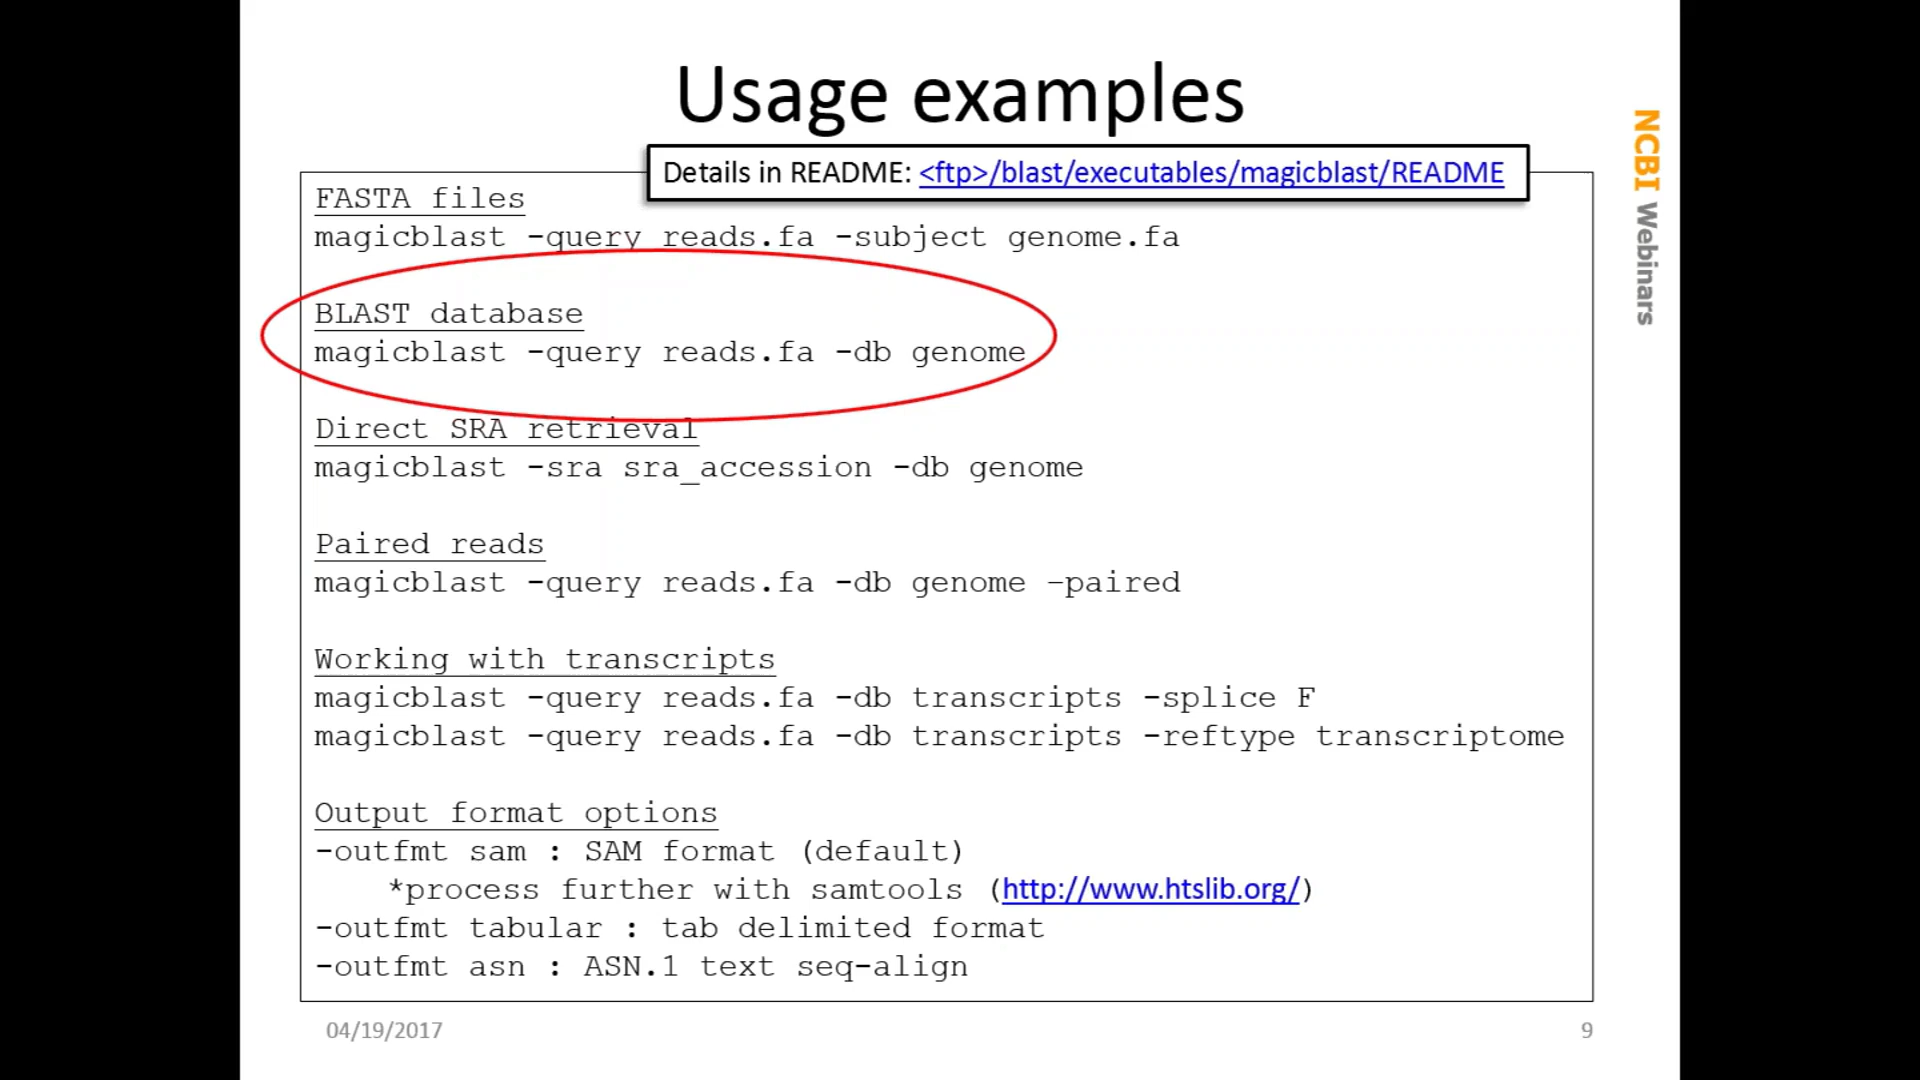 Usage examples
Details in README: <ftp>/blast/executables/magicblast/README
FASTA files
magicblast -query reads.fa -subject genome.fa
BLAST database
magicblast -query reads.fa -db genome
Direct SRA retrieval
magicblast -sra sra_accession -db genome
Paired reads
magicblast -query reads.fa -db genome –paired
Working with transcripts
magicblast -query reads.fa -db transcripts -splice F
magicblast -query reads.fa -db transcripts -reftype transcriptome
Output format options
-outfmt sam : SAM format (default)
*process further with samtools (http://www.htslib.org/)
-outfmt tabular : tab delimited format
-outfmt asn : ASN.1 text seq-align
04/19/2017
9
NCBI Webinars